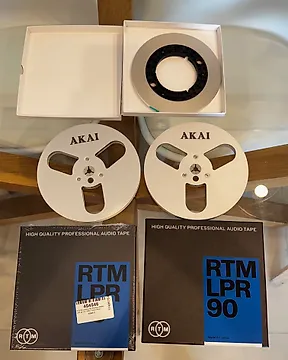 AKAI
AKAI
HIGH QUALITY PROFESSIONAL AUDIO TAPE
RTM
LPR
RTM
HIGH QUALITY PROFESSIONAL AUDIO TAPE
RTM
LPR
90
RTM